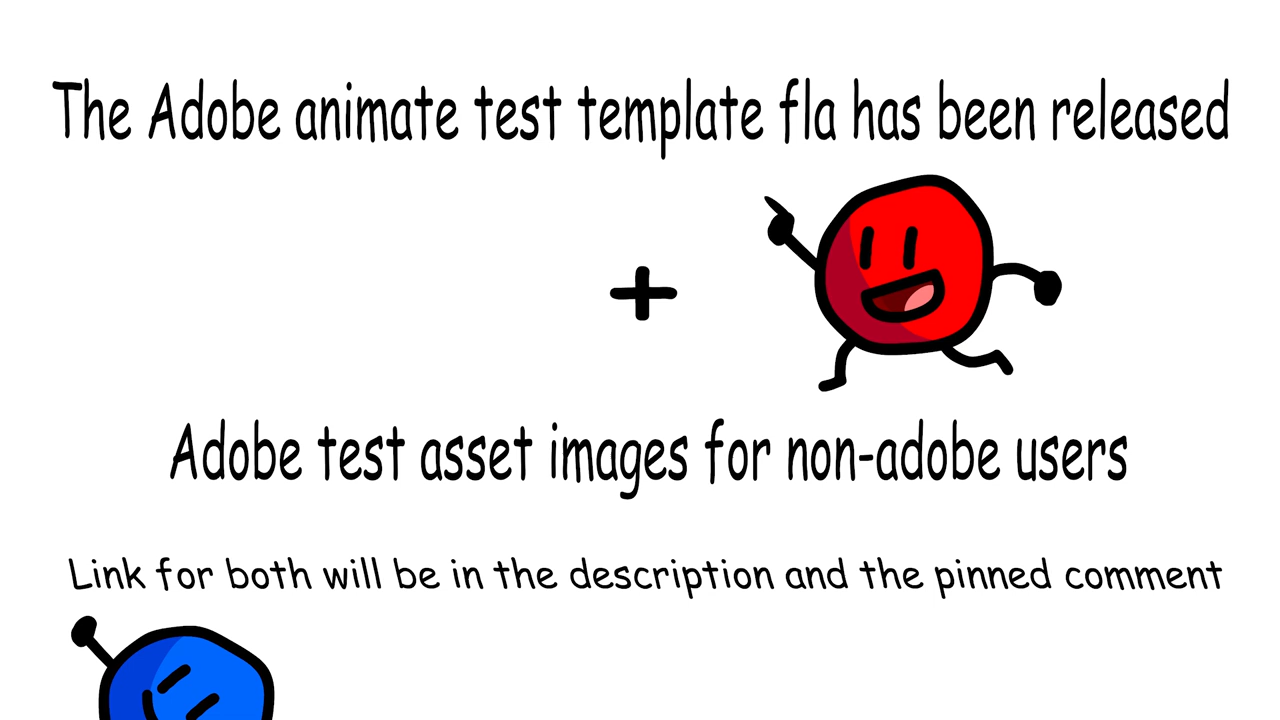 The Adobe animate test template fla has been released
+
Adobe test asset images for non-adobe users
Link for both will be in the description and the pinned comment